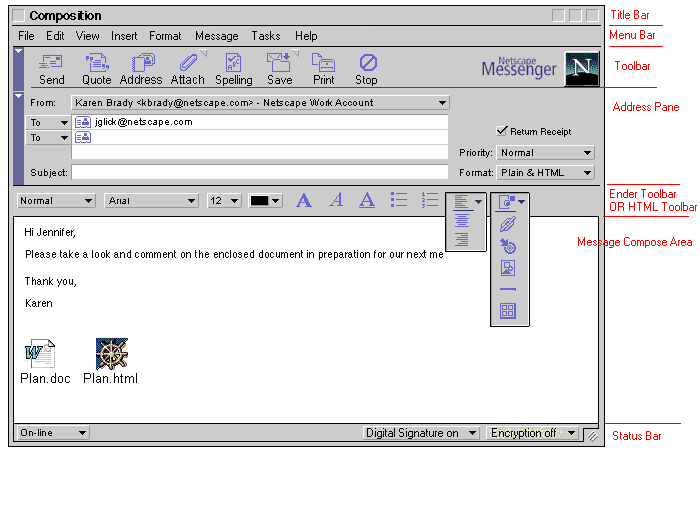 Composition
Title Bar
File Edit View Insert Format Message Tasks Help
Menu Bar
Send Quote Address Attach Spelling Save Print Stop
Netscape
Messenger
N
Toolbar
From: Karen Brady <kbrady@netscape.com> - Netscape Work Account
Address Pane
To jglick@netscape.com
To
Return Receipt
Priority: Normal
Subject:
Format: Plain & HTML
Normal Arial 12 A A A
1
2
3
Ender Toolbar
OR HTML Toolbar
Hi Jennifer,
Message Compose Area
Please take a look and comment on the enclosed document in preparation for our next me
Thank you,
Karen
W
Plan.doc Plan.html
On-line Digital Signature on Encryption off
Status Bar